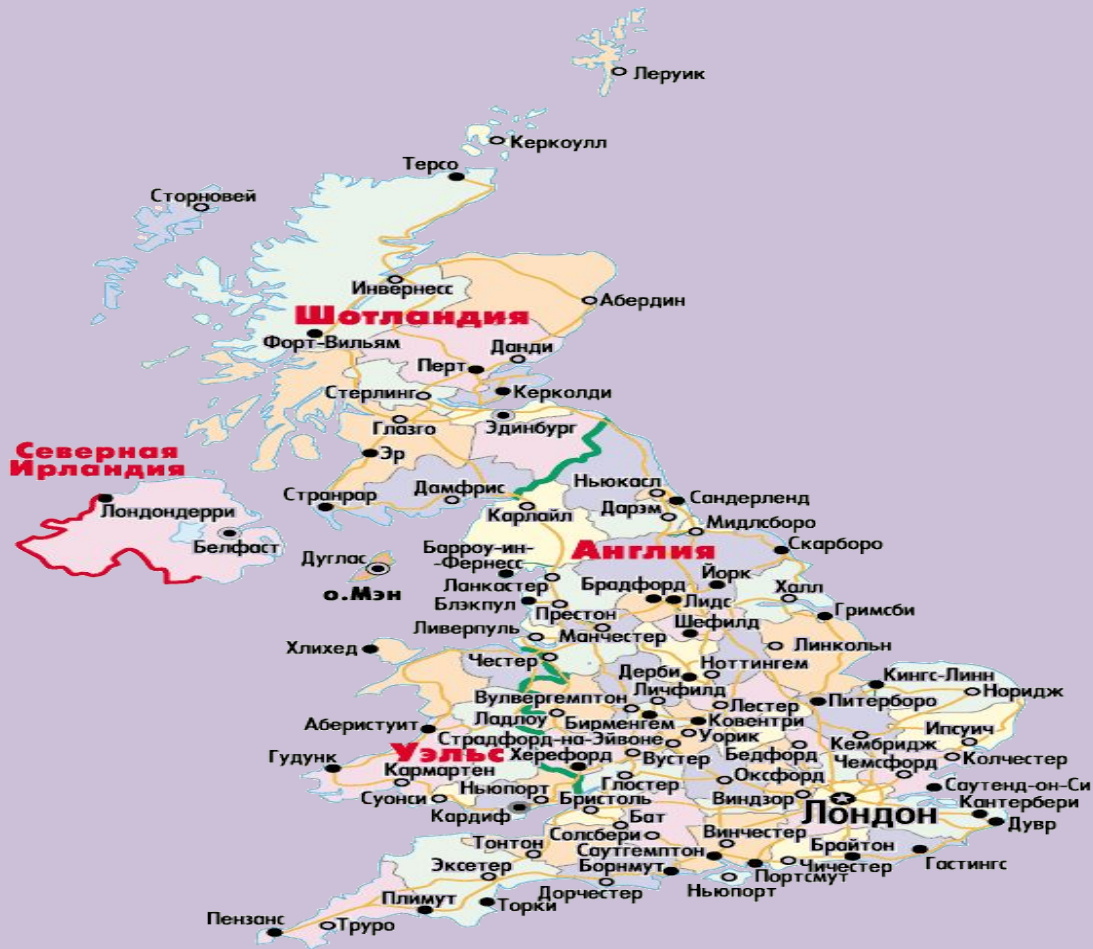 Леруик
Керкоулл
Терсо
Сторновей
Инвернесс
Абердин
Шотландия
Форт-Вильям
Данди
Перт
Стерлинг
Керколди
Глазго
Эдинбург
Северная
Ирландия
Эр
Ньюкасл
Странрар
Дамфрис
Сандерленд
Лондондерри
Карлайл
Дарэм
Мидлсборо
Белфаст
Англия
Скарборо
Дуглас
Барроу-ин-
-Фернесс
о.Мэн
Ланкастер
Брадфорд
Йорк
Халл
Блэкпул
Престон
Лидс
Гримсби
Ливерпуль
Манчестер
Шефилд
Линкольн
Хлихед
Честер
Дерби
Ноттингем
Кингс-Линн
Норидж
Вулвергемптон
Личфилд
Лестер
Питерборо
Аберистуит
Ладлоу
Бирменгем
Ковентри
Ипсуич
Страдфорд-на-Эйвоне
Уорик
Кембридж
Уэльс
Херефорд
Вустер
Бедфорд
Колчестер
Гудунк
Чемсфорд
Кармартен
Глостер
Оксфорд
Саутенд-он-Си
Суонси
Ньюпорт
Бристоль
Виндзор
Кантербери
Кардиф
Бат
Лондон
Дувр
Солсбери
Винчестер
Тонтон
Саутгемптон
Брайтон
Эксетер
Борнмут
Чичестер
Гастингс
Портсмут
Дорчестер
Ньюпорт
Плимут
Торки
Пензанс
Труро